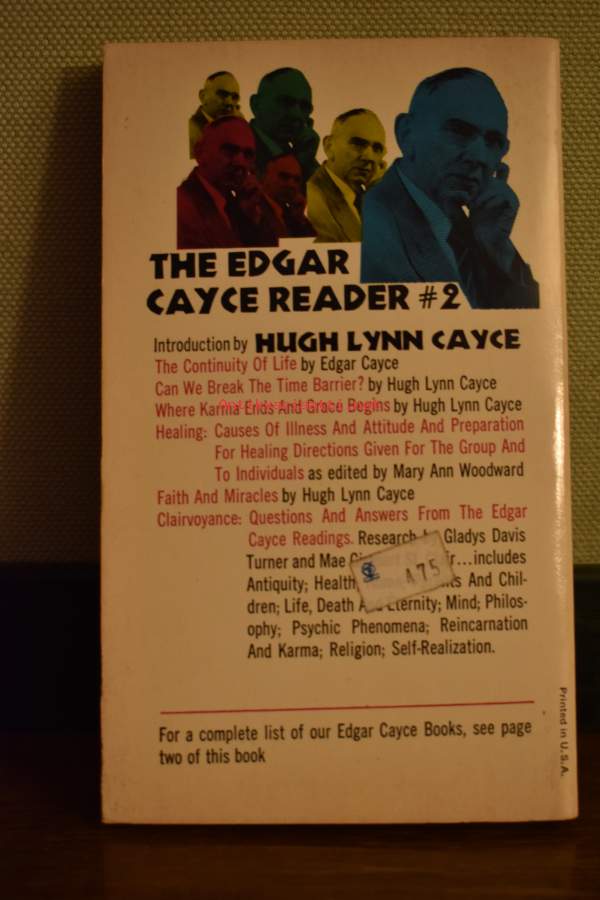 THE EDGAR
CAYCE READER #2
Introduction by HUGH LYNN CAYCE
The Continuity Of Life by Edgar Cayce
Can We Break The Time Barrier? by Hugh Lynn Cayce
Where Karma Ends And Grace Begins by Hugh Lynn Cayce
Healing: Causes Of Illness And Attitude And Preparation
For Healing Directions Given For The Group And
To Individuals as edited by Mary Ann Woodward
Faith And Miracles by Hugh Lynn Cayce
Clairvoyance: Questions And Answers From The Edgar
Cayce Readings. Research Gladys Davis
Turner and Mae ...includes
Antiquity; Health And Chil-
dren; Life, Death Eternity; Mind; Philos-
ophy; Psychic Phenomena; Reincarnation
And Karma; Religion; Self-Realization.
475
For a complete list of our Edgar Cayce Books, see page
two of this book
Printed in U.S.A.